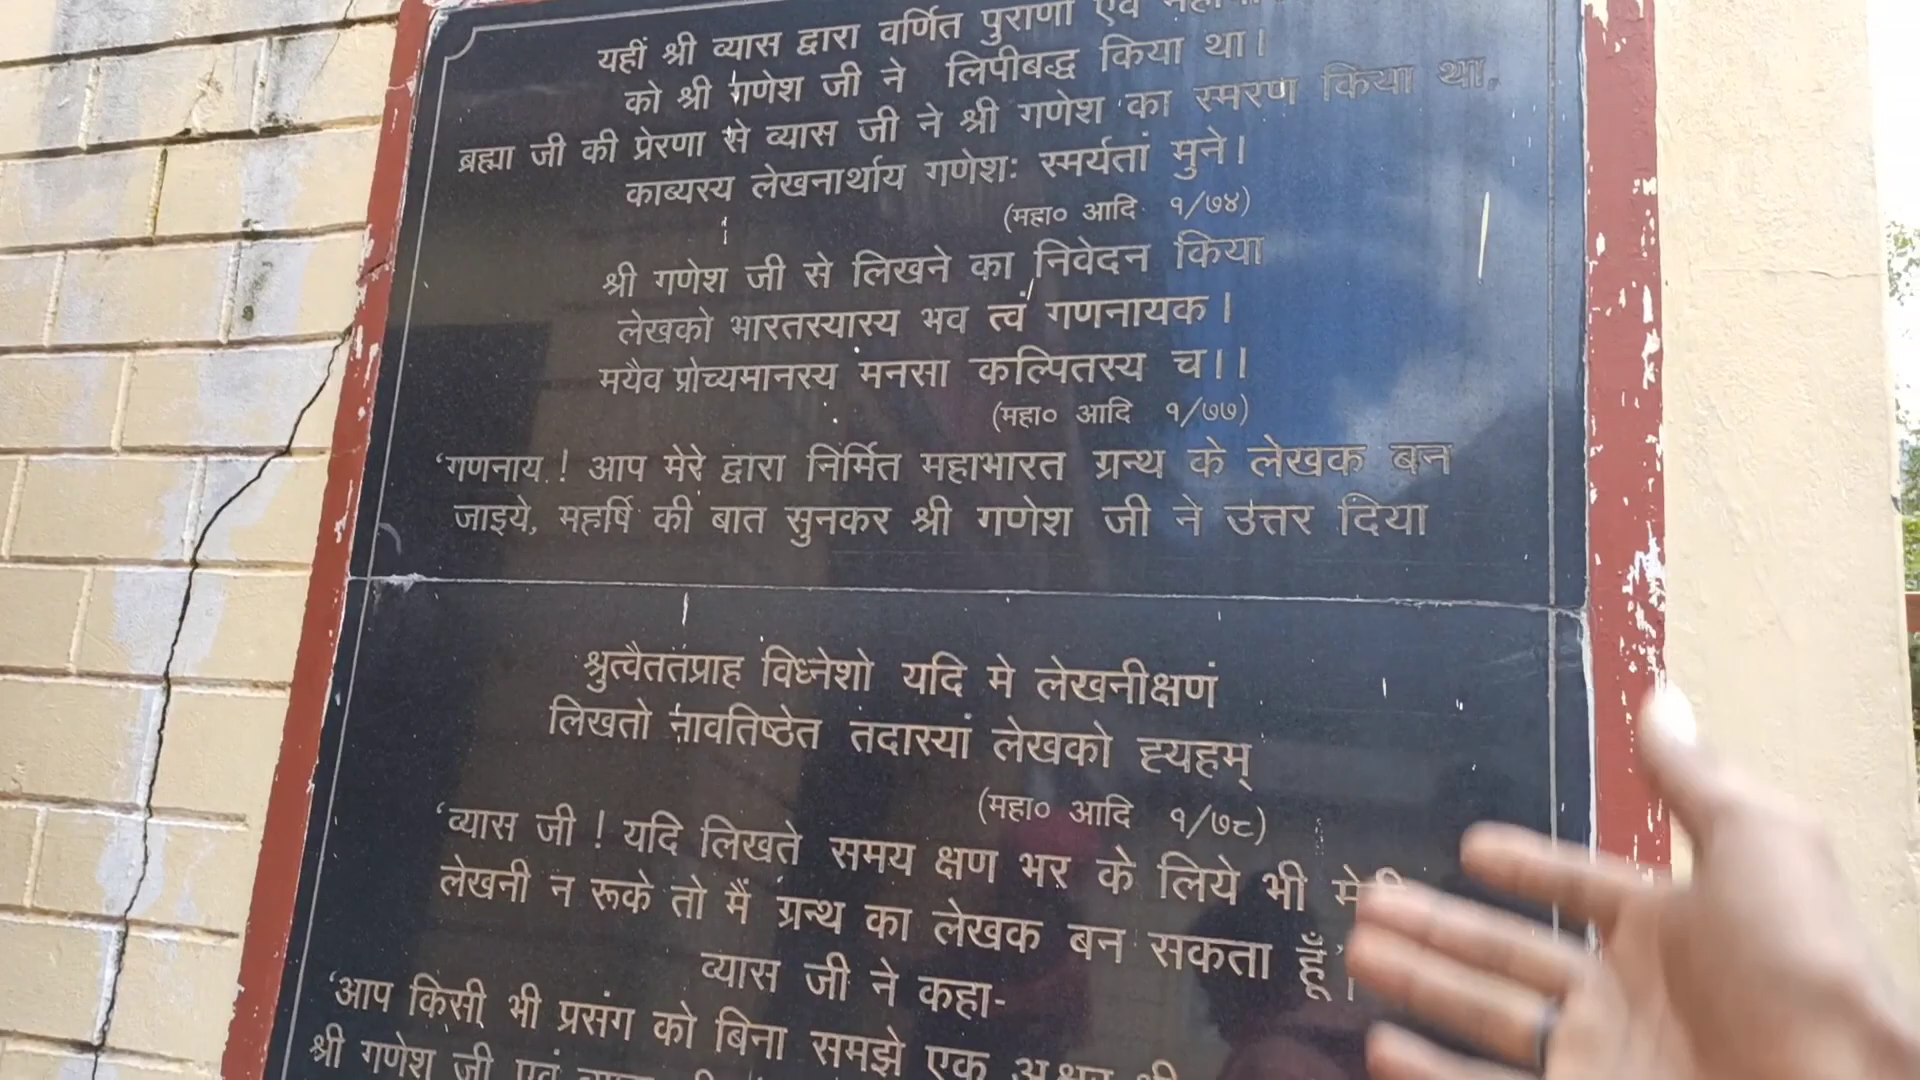 यहीं श्री व्यास द्वारा वर्णित पुराणों एवं
को श्री गणेश जी ने लिपीबद्ध किया था।
ब्रह्मा जी की प्रेरणा से व्यास जी ने श्री गणेश का स्मरण किया था,
काव्यस्य लेखनार्थाय गणेशः स्मर्यतां मुने।
(महा० आदि १/७४)
श्री गणेश जी से लिखने का निवेदन किया
लेखको भारतस्यास्य भव त्वं गणनायक।
मयैव प्रोच्यमानस्य मनसा कल्पितस्य च।।
(महा० आदि १/७७)
‘गणनाय ! आप मेरे द्वारा निर्मित महाभारत ग्रन्थ के लेखक बन
जाइये, महर्षि की बात सुनकर श्री गणेश जी ने उत्तर दिया
श्रुत्वैततप्राह विध्नेशो यदि मे लेखनीक्षणं
लिखतो नावतिष्ठेत तदास्यां लेखको ह्यहम्
(महा० आदि १/७८)
‘व्यास जी ! यदि लिखते समय क्षण भर के लिये भी
लेखनी न रूके तो मैं ग्रन्थ का लेखक बन सकता हूँ’।
व्यास जी ने कहा-
‘आप किसी भी प्रसंग को बिना समझे एक
श्री गणेश जी एवं